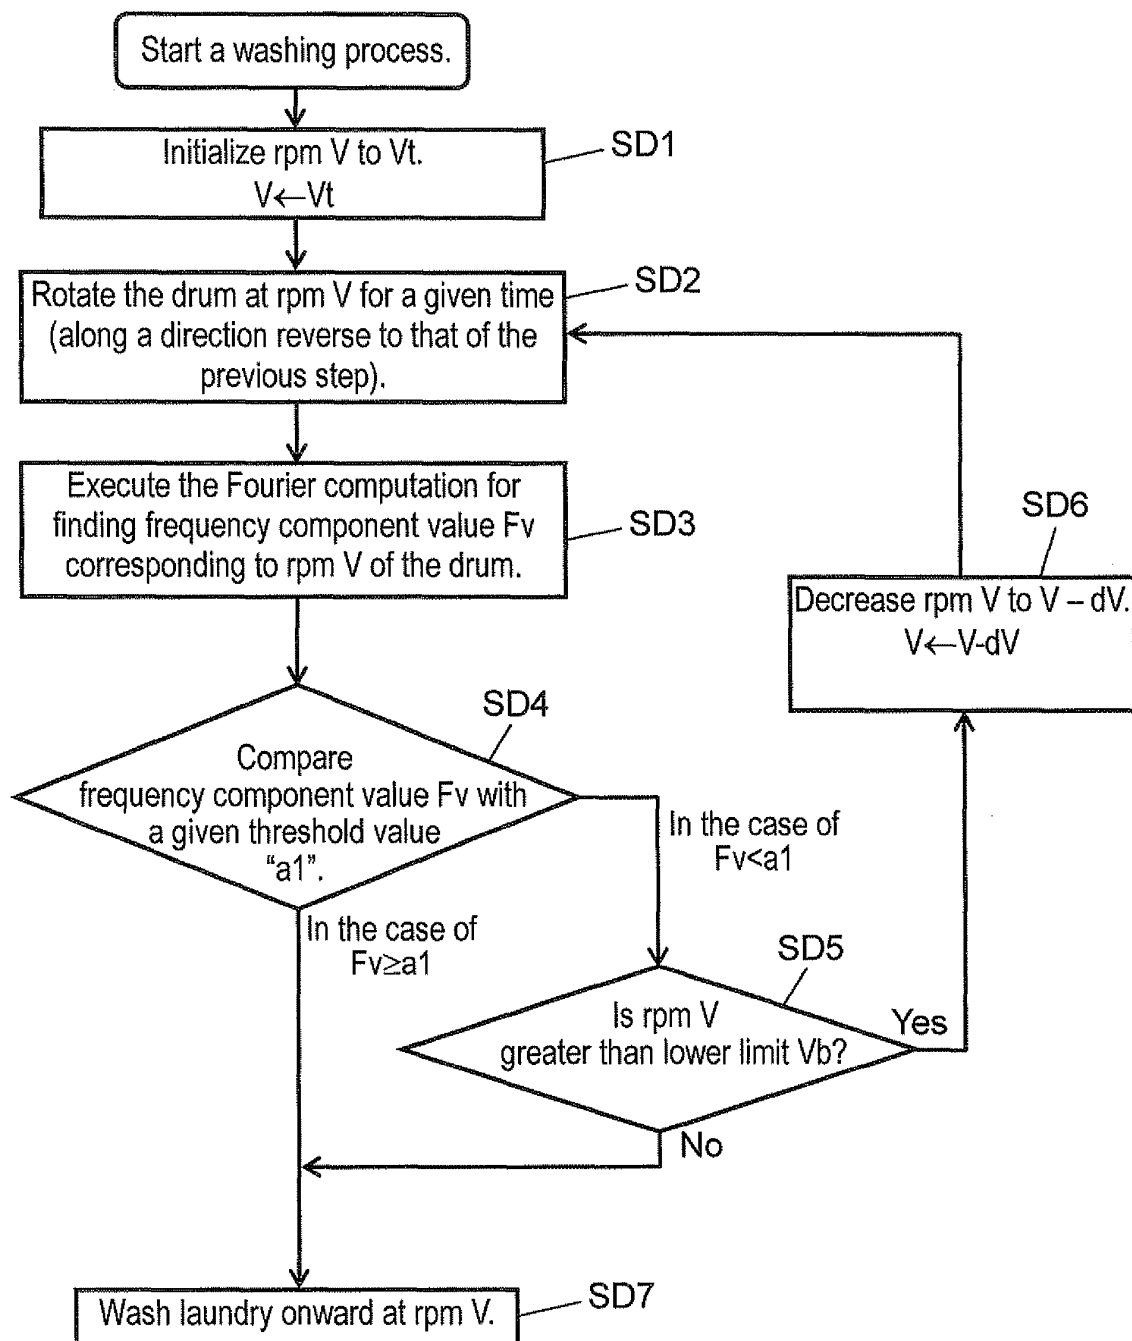 Start a washing process.
SD1
Initialize rpm V to Vt.
V←Vt
SD2
Rotate the drum at rpm V for a given time
(along a direction reverse to that of the
previous step).
Execute the Fourier computation for
finding frequency component value Fv
corresponding to rpm V of the drum.
SD3
SD6
Decrease rpm V to V – dV.
V←V-dV
SD4
Compare
frequency component value Fv with
a given threshold value
“a1”.
In the case of
Fv<a1
In the case of
Fv≥a1
SD5
Is rpm V
greater than lower limit Vb?
Yes
No
Wash laundry onward at rpm V.
SD7